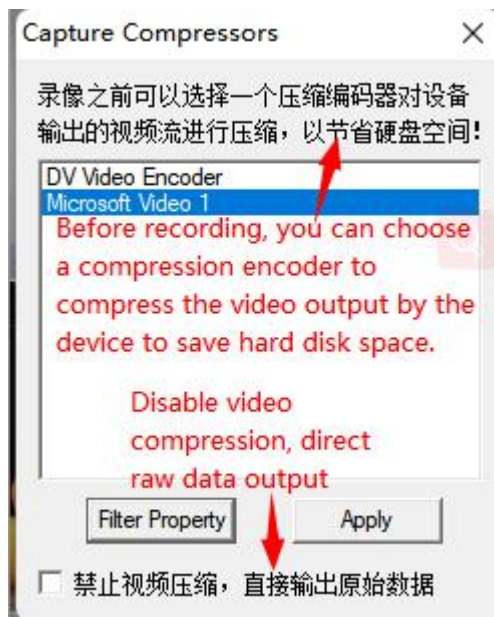 Capture Compressors
录像之前可以选择一个压缩编码器对设备
输出的视频流进行压缩，以节省硬盘空间!
DV Video Encoder
Microsoft Video 1
Before recording, you can choose
a compression encoder to
compress the video output by the
device to save hard disk space.
Disable video
compression, direct
raw data output
Filter Property
Apply
禁止视频压缩，直接输出原始数据